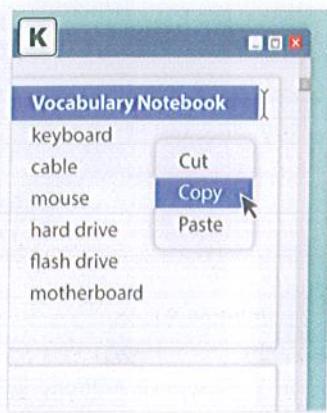 K
Vocabulary Notebook
keyboard
cable
mouse
hard drive
flash drive
motherboard
Cut
Copy
Paste